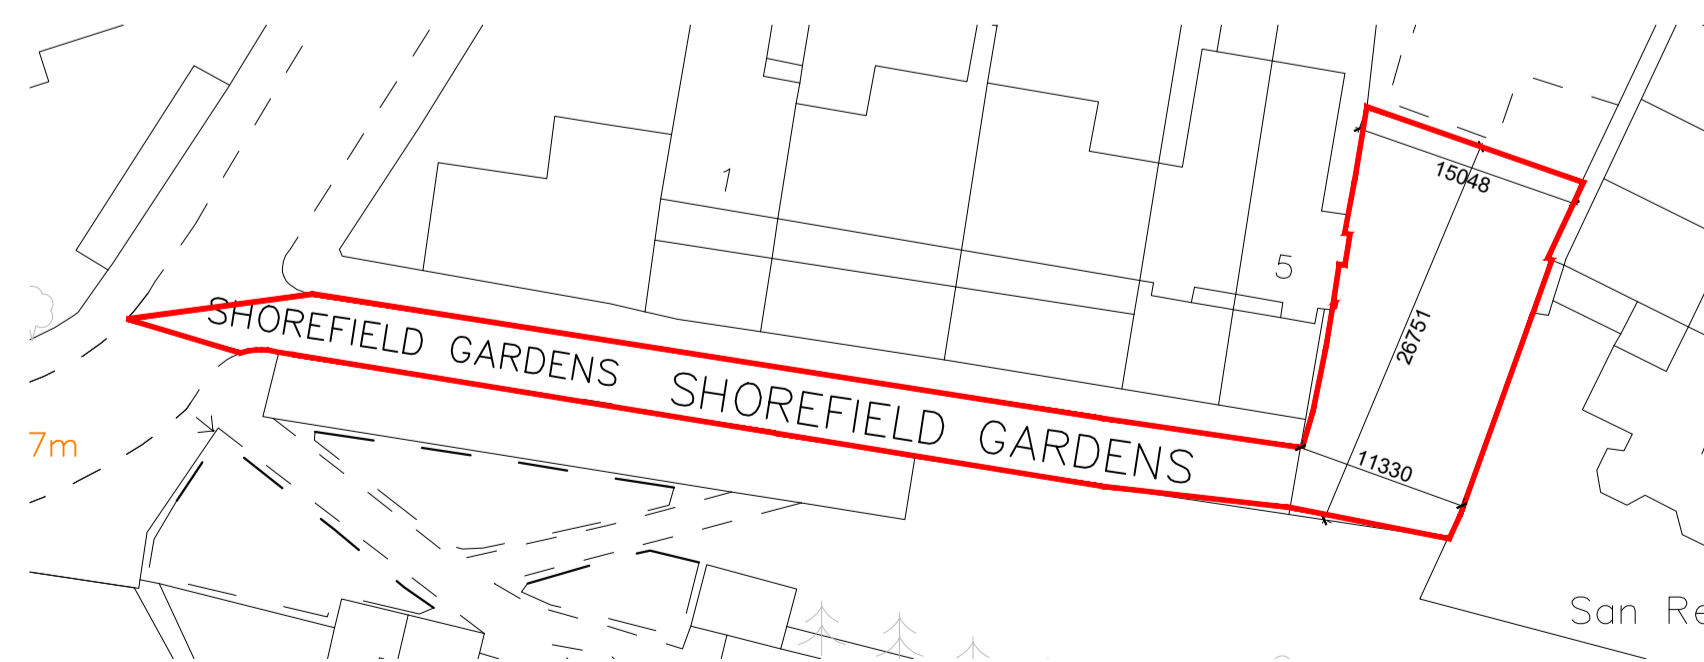 1
15048
5
SHOREFIELD GARDENS
SHOREFIELD GARDENS
26751
7m
11330
San Re